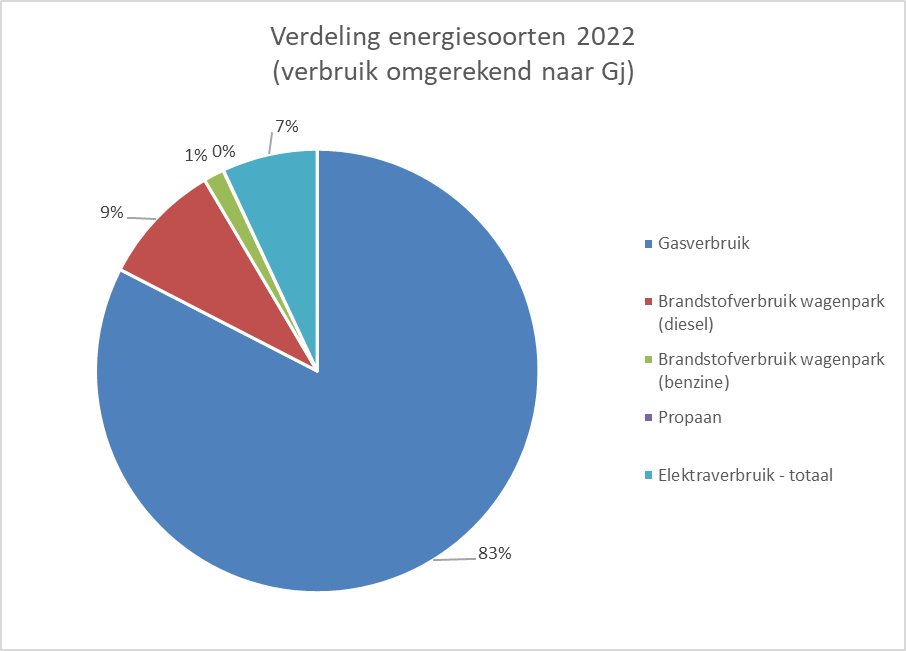 Verdeling energiesoorten 2022
(verbruik omgerekend naar Gj)
7%
1%
0%
9%
83%
Gasverbruik
Brandstofverbruik wagenpark
(diesel)
Brandstofverbruik wagenpark
(benzine)
Propaan
Elektraverbruik - totaal